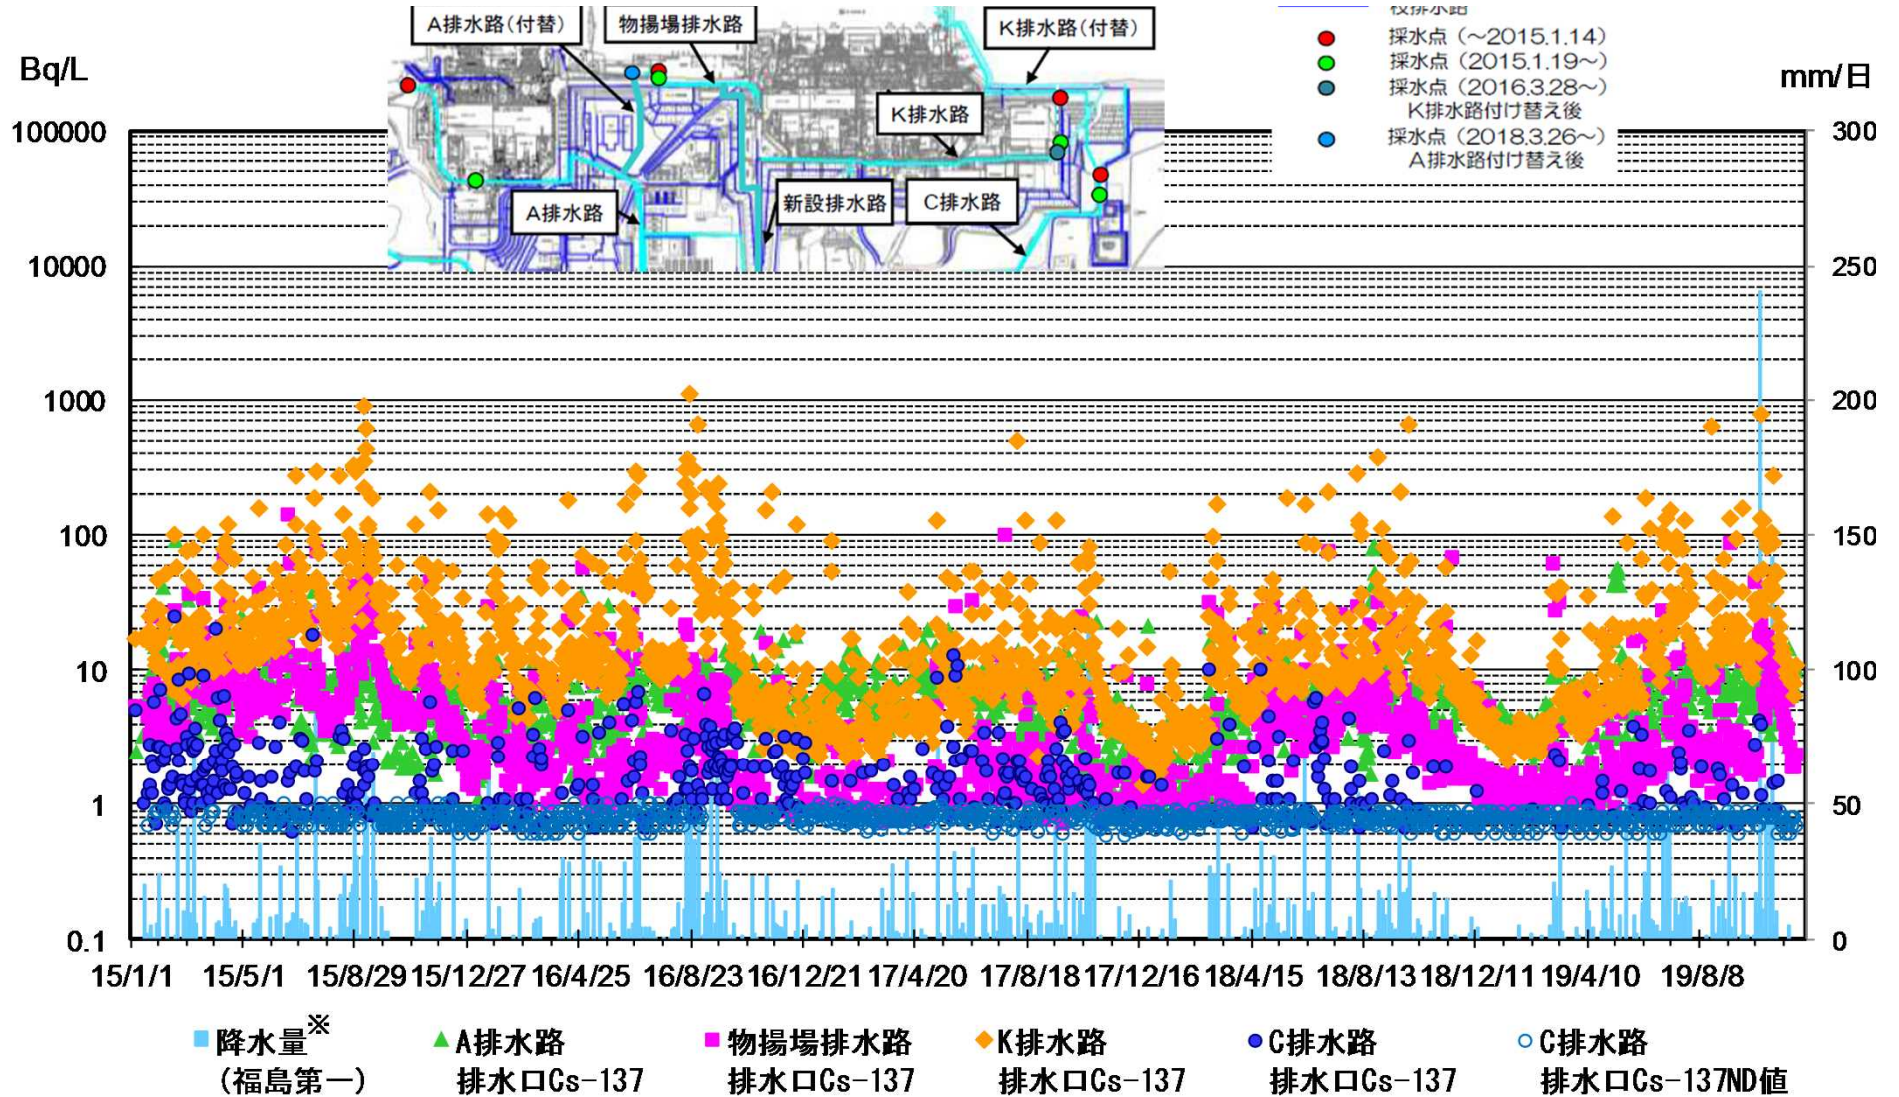 Bq/L
mm/日
A排水路(付替)
物揚場排水路
K排水路(付替)
K排水路
A排水路
新設排水路
C排水路
枝排水路
採水点（～2015.1.14）
採水点（2015.1.19～）
採水点（2016.3.28～）
K排水路付け替え後
採水点（2018.3.26～）
A排水路付け替え後
100000
10000
1000
100
10
1
0.1
300
250
200
150
100
50
0
15/1/1 15/5/1 15/8/29 15/12/27 16/4/25 16/8/23 16/12/21 17/4/20 17/8/18 17/12/16 18/4/15 18/8/13 18/12/11 19/4/10 19/8/8
降水量※
(福島第一)
A排水路
排水口Cs-137
物揚場排水路
排水口Cs-137
K排水路
排水口Cs-137
C排水路
排水口Cs-137
C排水路
排水口Cs-137ND値